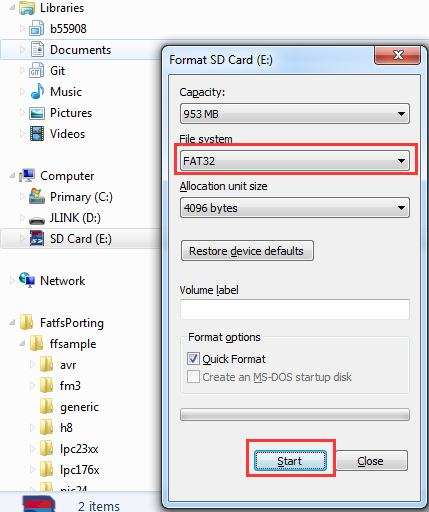 Libraries
b55908
Documents
Git
Music
Pictures
Videos
Computer
Primary (C:)
JLINK (D:)
SD Card (E:)
Network
FatfsPorting
ffsample
avr
fm3
generic
h8
lpc23xx
lpc176x
pic24
2 items
Format SD Card (E:)
Capacity:
953 MB
File system
FAT32
Allocation unit size
4096 bytes
Restore device defaults
Volume label
Format options
Quick Format
Create an MS-DOS startup disk
Start
Close